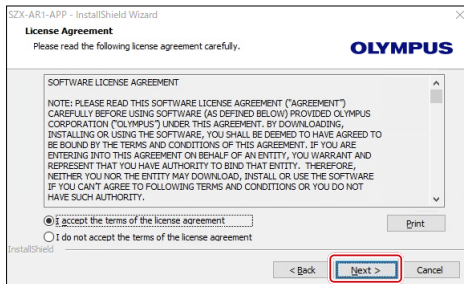 SZX-AR1-APP - InstallShield Wizard
License Agreement
Please read the following license agreement carefully.
OLYMPUS
SOFTWARE LICENSE AGREEMENT
NOTE: PLEASE READ THIS SOFTWARE LICENSE AGREEMENT ("AGREEMENT")
CAREFULLY BEFORE USING SOFTWARE (AS DEFINED BELOW) PROVIDED OLYMPUS
CORPORATION ("OLYMPUS") UNDER THIS AGREEMENT. BY DOWNLOADING,
INSTALLING OR USING THE SOFTWARE, YOU SHALL BE DEEMED TO HAVE AGREED TO
BE BOUND BY THE TERMS AND CONDITIONS OF THIS AGREEMENT. IF YOU ARE
ENTERING INTO THIS AGREEMENT ON BEHALF OF AN ENTITY, YOU WARRANT AND
REPRESENT THAT YOU HAVE AUTHORITY TO BIND THAT ENTITY. THEREFORE,
NEITHER YOU NOR THE ENTITY MAY DOWNLOAD, INSTALL OR USE THE SOFTWARE
IF YOU CAN'T AGREE TO FOLLOWING TERMS AND CONDITIONS OR YOU DO NOT
HAVE SUCH AUTHORITY.
I accept the terms of the license agreement
Print
I do not accept the terms of the license agreement
InstallShield
< Back
Next >
Cancel